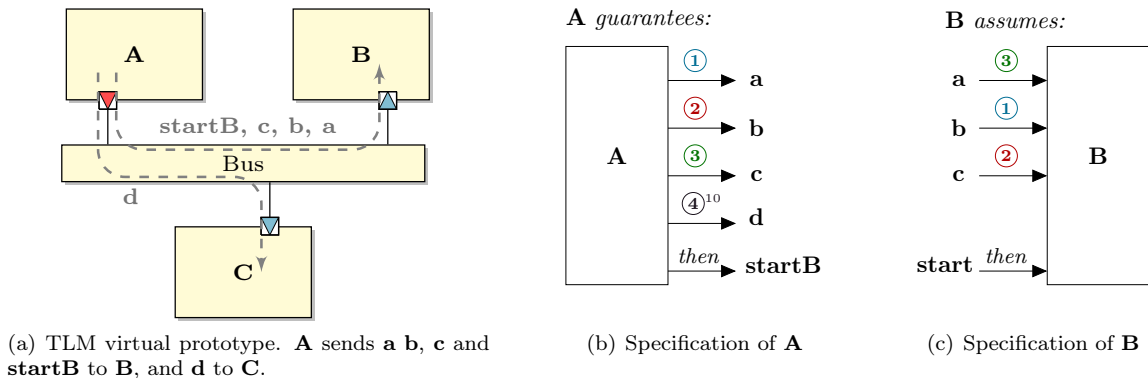 A
B
startB, c, b, a
Bus
d
C
(a) TLM virtual prototype. A sends a b, c and
startB to B, and d to C.
A guarantees:
A
1 a
2 b
3 c
4 10 d
then startB
(b) Specification of A
B assumes:
a 3
b 1
c 2
B
start then
(c) Specification of B